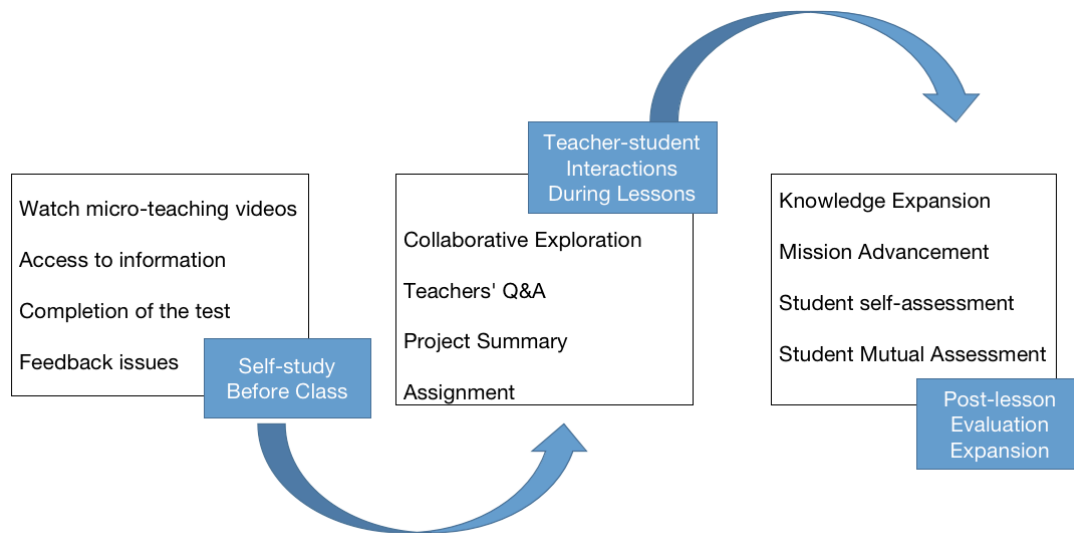 Watch micro-teaching videos
Access to information
Completion of the test
Feedback issues
Self-study
Before Class
Teacher-student
Interactions
During Lessons
Collaborative Exploration
Teachers' Q&A
Project Summary
Assignment
Knowledge Expansion
Mission Advancement
Student self-assessment
Student Mutual Assessment
Post-lesson
Evaluation
Expansion